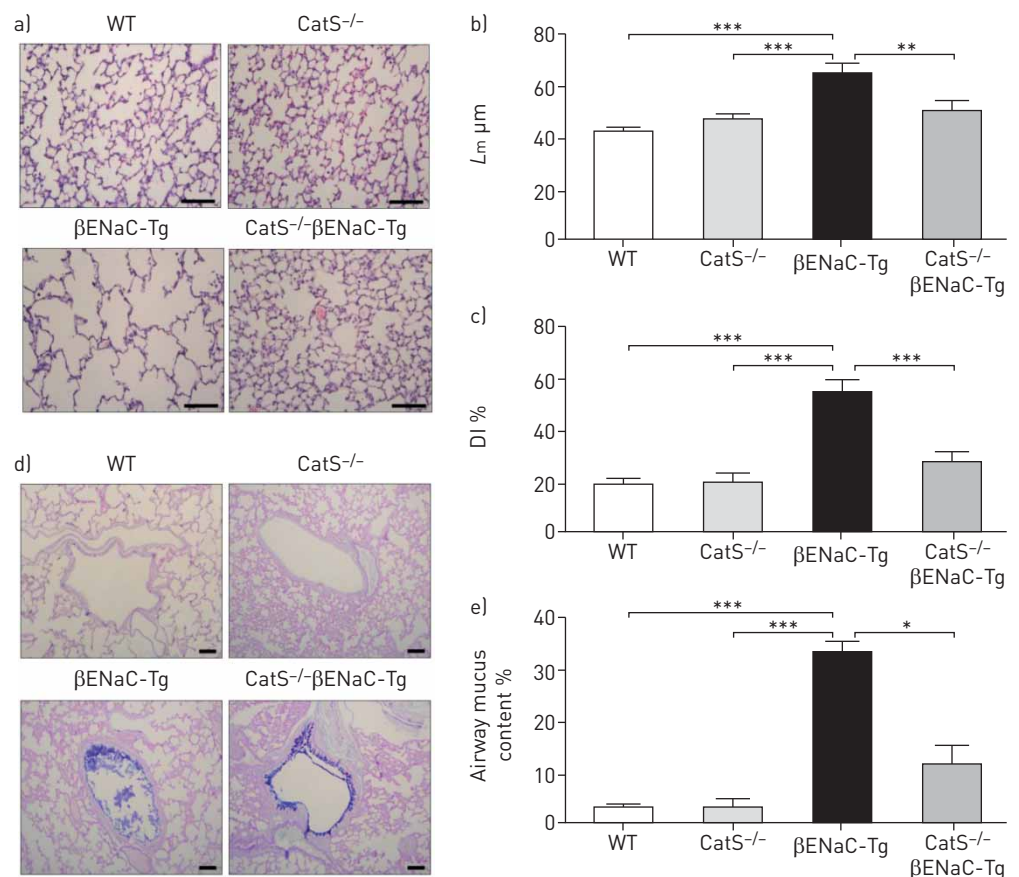 a)
WT CatS–/–
βENaC-Tg CatS–/–βENaC-Tg
b)
Lm μm
80
60
40
20
0
*** *** **
WT CatS–/– βENaC-Tg CatS–/–
βENaC-Tg
c)
DI %
80
60
40
20
0
*** *** ***
WT CatS–/– βENaC-Tg CatS–/–
βENaC-Tg
d)
WT CatS–/–
βENaC-Tg CatS–/–βENaC-Tg
e)
Airway mucus
content %
40
30
20
10
0
*** *** *
WT CatS–/– βENaC-Tg CatS–/–
βENaC-Tg